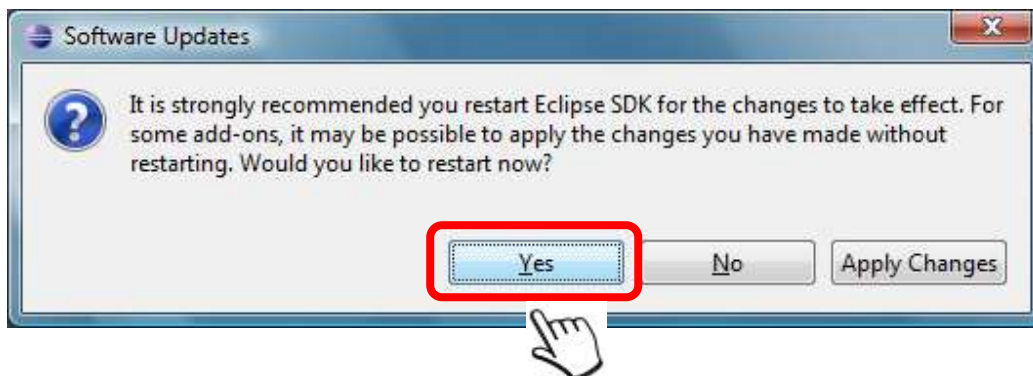 Software Updates
It is strongly recommended you restart Eclipse SDK for the changes to take effect. For
some add-ons, it may be possible to apply the changes you have made without
restarting. Would you like to restart now?
Yes No Apply Changes